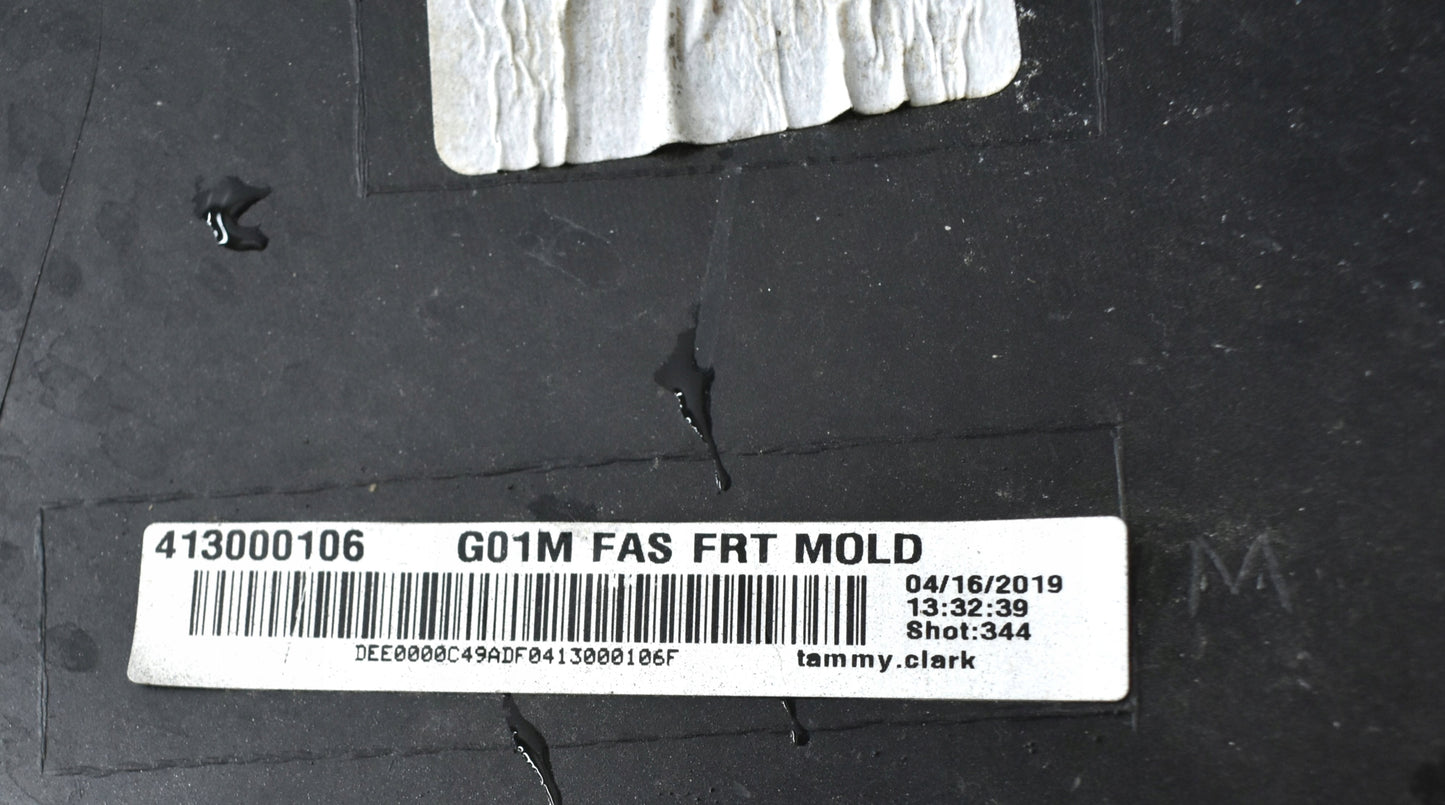 413000106 G01M FAS FRT MOLD
04/16/2019
13:32:39
Shot:344
DEE0000C49ADF0413000106F tammy.clark
M